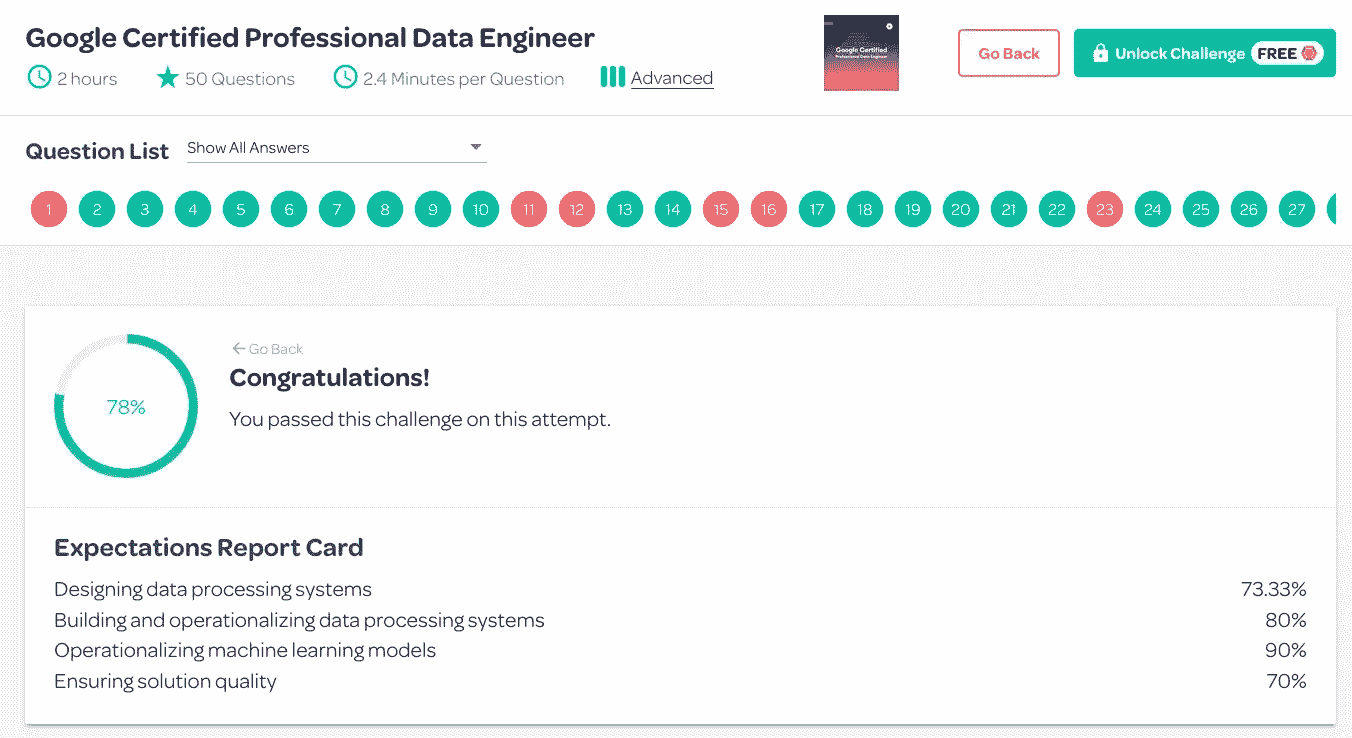 Google Certified Professional Data Engineer
2 hours
50 Questions
2.4 Minutes per Question
Advanced
Google Certified
Professional Data Engineer
Go Back
Unlock Challenge FREE
Question List
Show All Answers
1 2 3 4 5 6 7 8 9 10 11 12 13 14 15 16 17 18 19 20 21 22 23 24 25 26 27
78%
Go Back
Congratulations!
You passed this challenge on this attempt.
Expectations Report Card
Designing data processing systems 73.33%
Building and operationalizing data processing systems 80%
Operationalizing machine learning models 90%
Ensuring solution quality 70%